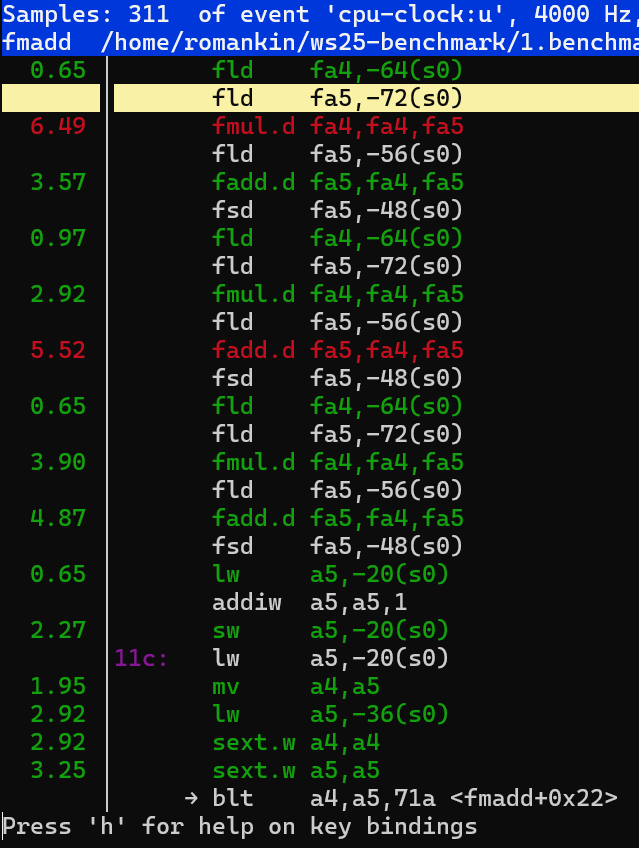 Samples: 311  of event 'cpu-clock:u', 4000 Hz,
fmadd  /home/romankin/ws25-benchmark/1.benchma
0.65 fld fa4,-64(s0)
fld fa5,-72(s0)
6.49 fmul.d fa4,fa4,fa5
fld fa5,-56(s0)
3.57 fadd.d fa5,fa4,fa5
fsd fa5,-48(s0)
0.97 fld fa4,-64(s0)
fld fa5,-72(s0)
2.92 fmul.d fa4,fa4,fa5
fld fa5,-56(s0)
5.52 fadd.d fa5,fa4,fa5
fsd fa5,-48(s0)
0.65 fld fa4,-64(s0)
fld fa5,-72(s0)
3.90 fmul.d fa4,fa4,fa5
fld fa5,-56(s0)
4.87 fadd.d fa5,fa4,fa5
fsd fa5,-48(s0)
0.65 lw a5,-20(s0)
addiw a5,a5,1
2.27 sw a5,-20(s0)
11c: lw a5,-20(s0)
1.95 mv a4,a5
2.92 lw a5,-36(s0)
2.92 sext.w a4,a4
3.25 sext.w a5,a5
→ blt a4,a5,71a <fmadd+0x22>
Press 'h' for help on key bindings